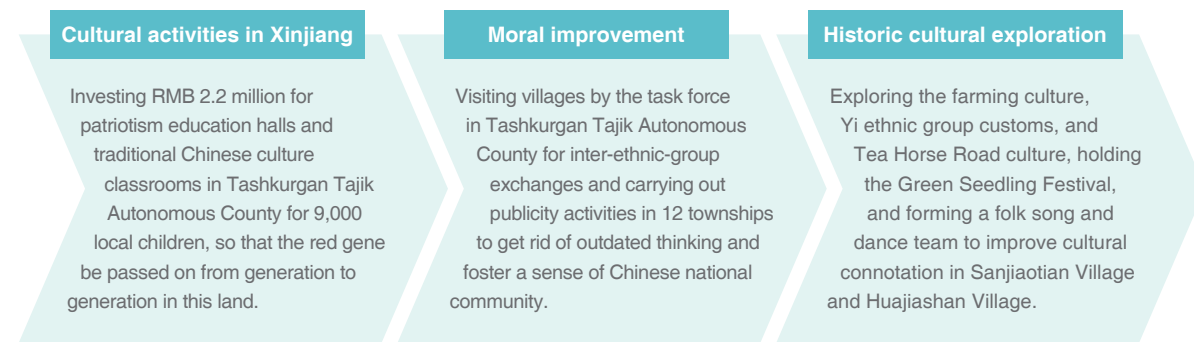 Cultural activities in Xinjiang
Investing RMB 2.2 million for
patriotism education halls and
traditional Chinese culture
classrooms in Tashkurgan Tajik
Autonomous County for 9,000
local children, so that the red gene
be passed on from generation to
generation in this land.
Moral improvement
Visiting villages by the task force
in Tashkurgan Tajik Autonomous
County for inter-ethnic-group
exchanges and carrying out
publicity activities in 12 townships
to get rid of outdated thinking and
foster a sense of Chinese national
community.
Historic cultural exploration
Exploring the farming culture,
Yi ethnic group customs, and
Tea Horse Road culture, holding
the Green Seedling Festival,
and forming a folk song and
dance team to improve cultural
connotation in Sanjiaotian Village
and Huajiashan Village.